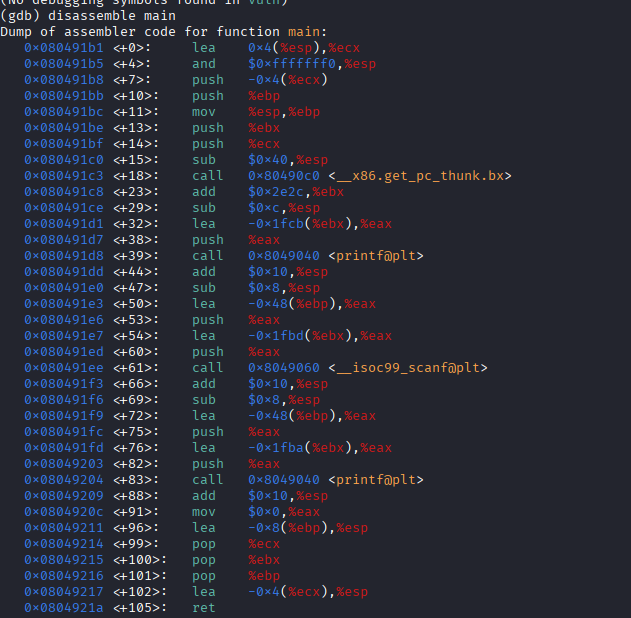 (No debugging symbols found in vuln)
(gdb) disassemble main
Dump of assembler code for function main:
0x080491b1 <+0>: lea 0x4(%esp),%ecx
0x080491b5 <+4>: and $0xfffffff0,%esp
0x080491b8 <+7>: push -0x4(%ecx)
0x080491bb <+10>: push %ebp
0x080491bc <+11>: mov %esp,%ebp
0x080491be <+13>: push %ebx
0x080491bf <+14>: push %ecx
0x080491c0 <+15>: sub $0x40,%esp
0x080491c3 <+18>: call 0x80490c0 <__x86.get_pc_thunk.bx>
0x080491c8 <+23>: add $0x2e2c,%ebx
0x080491ce <+29>: sub $0xc,%esp
0x080491d1 <+32>: lea -0x1fcb(%ebx),%eax
0x080491d7 <+38>: push %eax
0x080491d8 <+39>: call 0x8049040 <printf@plt>
0x080491dd <+44>: add $0x10,%esp
0x080491e0 <+47>: sub $0x8,%esp
0x080491e3 <+50>: lea -0x48(%ebp),%eax
0x080491e6 <+53>: push %eax
0x080491e7 <+54>: lea -0x1fbd(%ebx),%eax
0x080491ed <+60>: push %eax
0x080491ee <+61>: call 0x8049060 <__isoc99_scanf@plt>
0x080491f3 <+66>: add $0x10,%esp
0x080491f6 <+69>: sub $0x8,%esp
0x080491f9 <+72>: lea -0x48(%ebp),%eax
0x080491fc <+75>: push %eax
0x080491fd <+76>: lea -0x1fba(%ebx),%eax
0x08049203 <+82>: push %eax
0x08049204 <+83>: call 0x8049040 <printf@plt>
0x08049209 <+88>: add $0x10,%esp
0x0804920c <+91>: mov $0x0,%eax
0x08049211 <+96>: lea -0x8(%ebp),%esp
0x08049214 <+99>: pop %ecx
0x08049215 <+100>: pop %ebx
0x08049216 <+101>: pop %ebp
0x08049217 <+102>: lea -0x4(%ecx),%esp
0x0804921a <+105>: ret